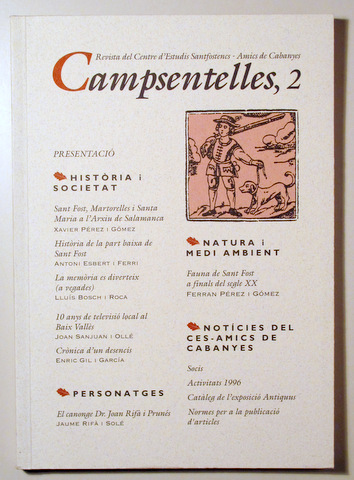 Revista del Centre d'Estudis Santfostencs · Amics de Cabanyes
Campsentelles, 2
PRESENTACIÓ
HISTÒRIA i
SOCIETAT
Sant Fost, Martorelles i Santa
Maria a l'Arxiu de Salamanca
XAVIER PÉREZ i GÓMEZ
Història de la part baixa de
Sant Fost
ANTONI ESBERT i FERRI
La memòria es diverteix
(a vegades)
LLUÍS BOSCH i ROCA
10 anys de televisió local al
Baix Vallès
JOAN SANJUAN i OLLÉ
Crònica d'un desencís
ENRIC GIL i GARCÍA
PERSONATGES
El canonge Dr. Joan Rifà i Prunés
JAUME RIFÀ i SOLÉ
NATURA i
MEDI AMBIENT
Fauna de Sant Fost
a finals del segle XX
FERRAN PÉREZ i GÓMEZ
NOTÍCIES DEL
CES-AMICS DE
CABANYES
Socis
Activitats 1996
Catàleg de l'exposició Antiquus
Normes per a la publicació
d'articles